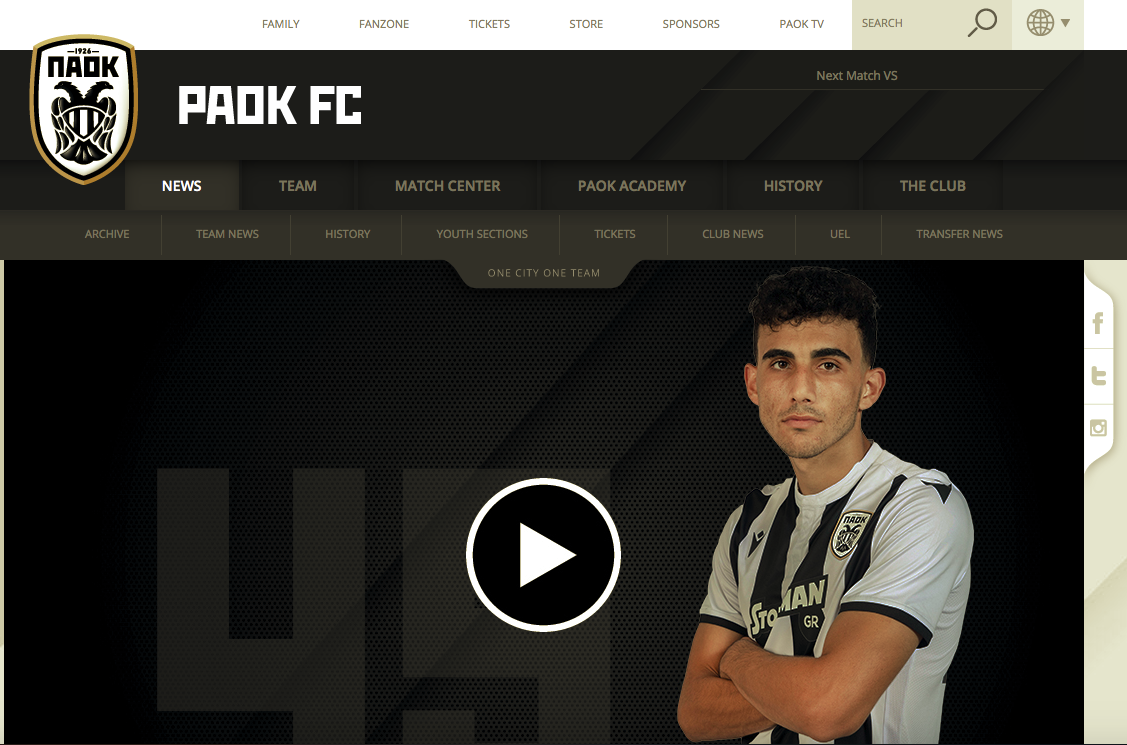 FAMILY FANZONE TICKETS STORE SPONSORS PAOK TV SEARCH
1926
ΠΑΟΚ
PAOK FC
Next Match VS
NEWS TEAM MATCH CENTER PAOK ACADEMY HISTORY THE CLUB
ARCHIVE TEAM NEWS HISTORY YOUTH SECTIONS TICKETS CLUB NEWS UEL TRANSFER NEWS
ONE CITY ONE TEAM
45
ΠΑΟΚ
GR